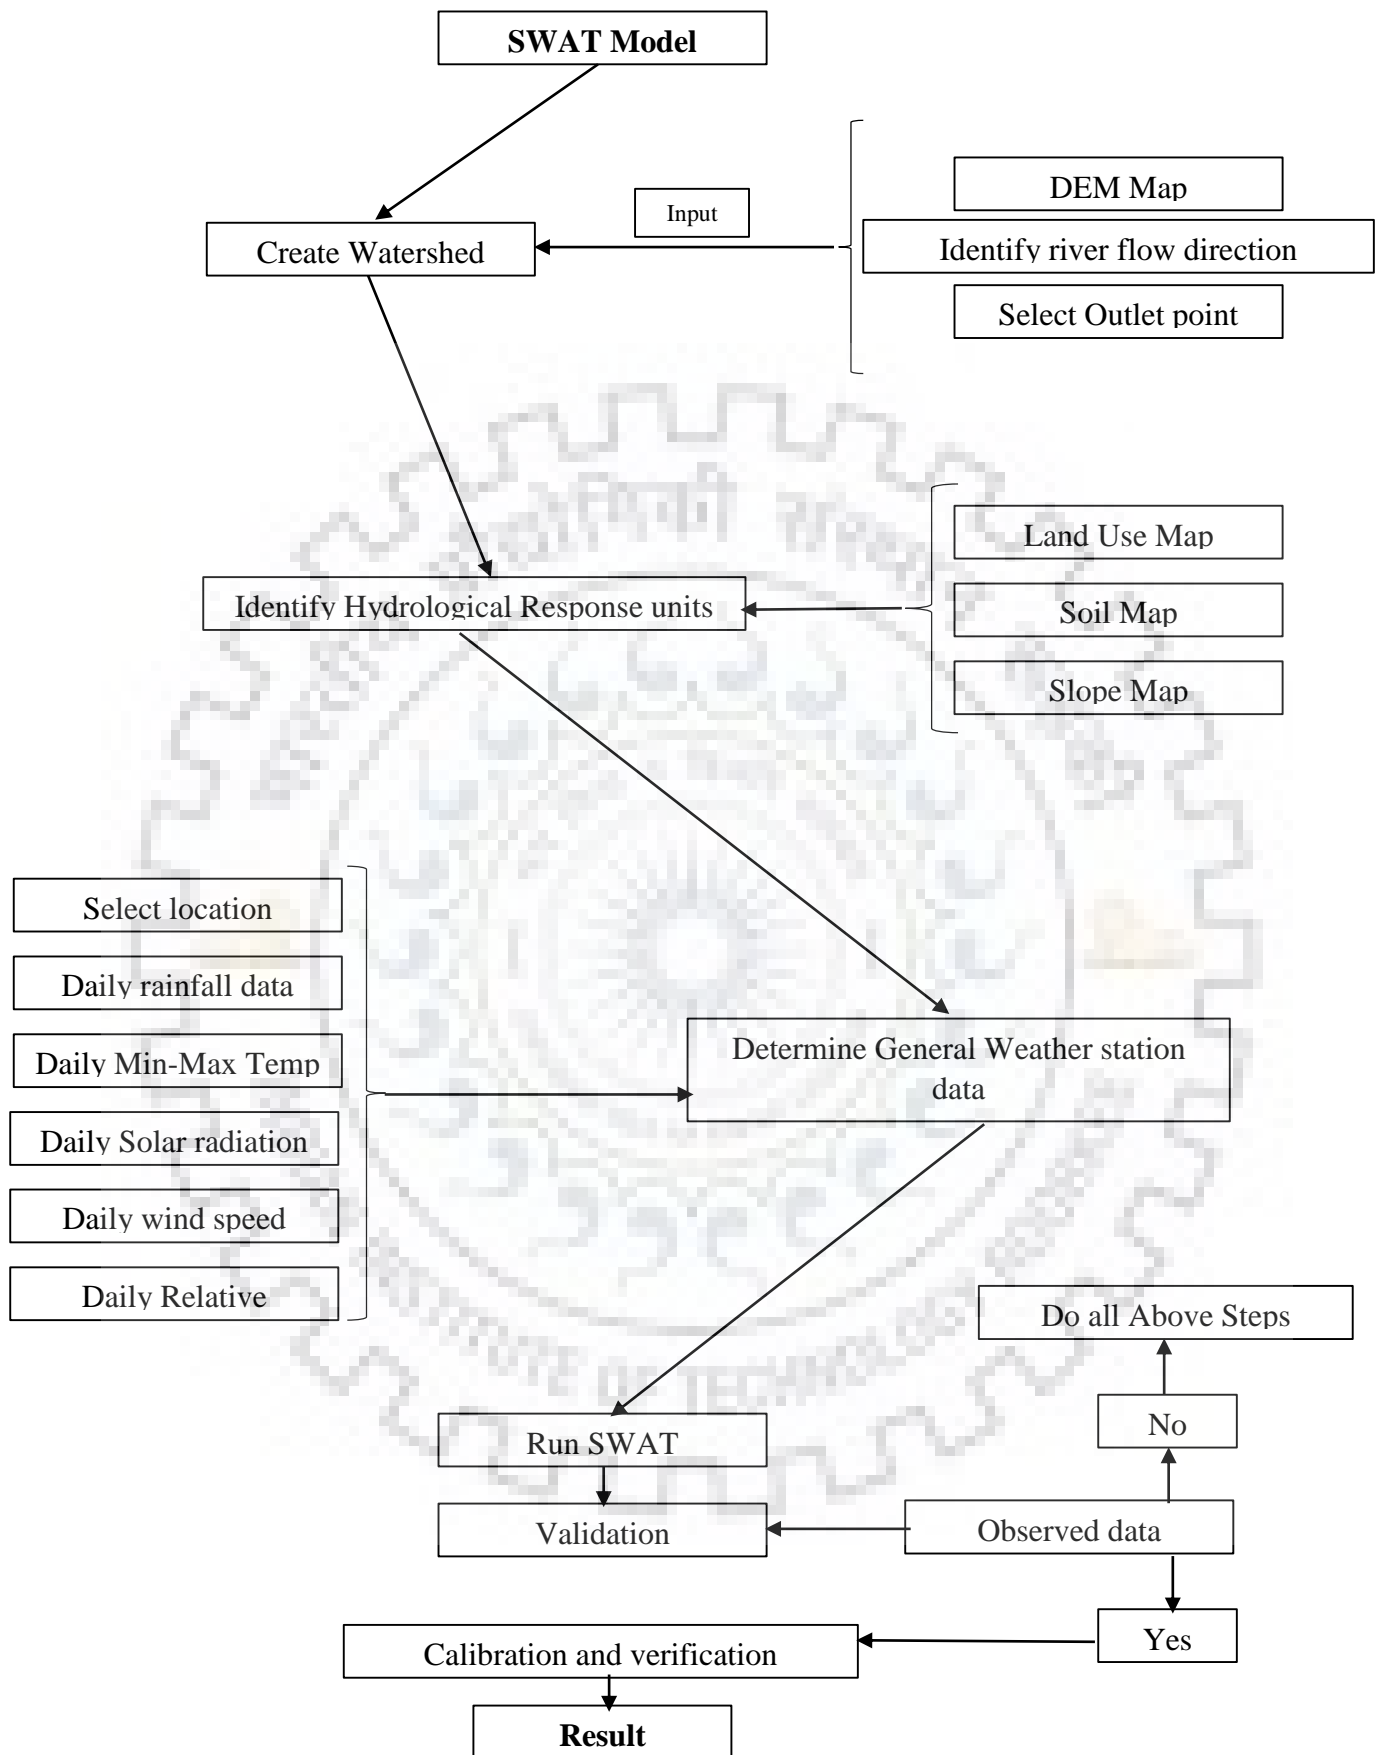 SWAT Model
Input
DEM Map
Create Watershed
Identify river flow direction
Select Outlet point
Land Use Map
Identify Hydrological Response units
Soil Map
Slope Map
Select location
Daily rainfall data
Daily Min-Max Temp
Daily Solar radiation
Daily wind speed
Daily Relative
Determine General Weather station
data
Do all Above Steps
No
Run SWAT
Validation
Observed data
Yes
Calibration and verification
Result